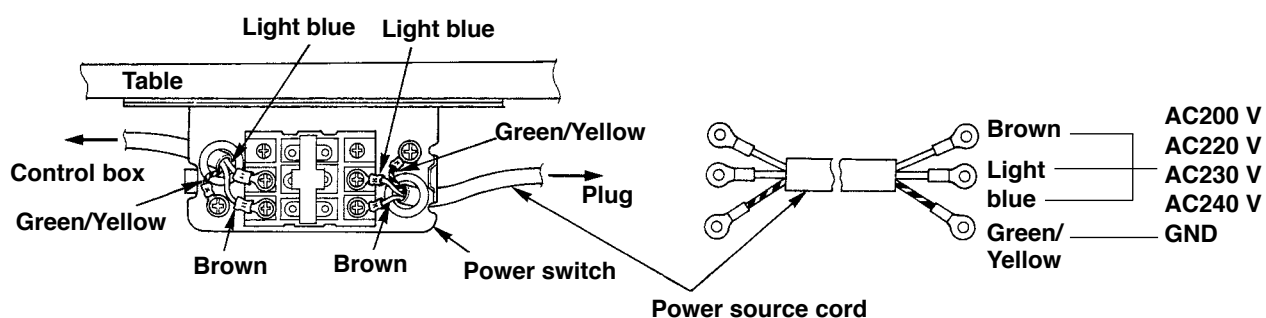 Light blue
Light blue
Table
Green/Yellow
Control box
Plug
Green/Yellow
Brown
Brown
Power switch
Power source cord
Brown
Light
blue
Green/
Yellow
AC200 V
AC220 V
AC230 V
AC240 V
GND